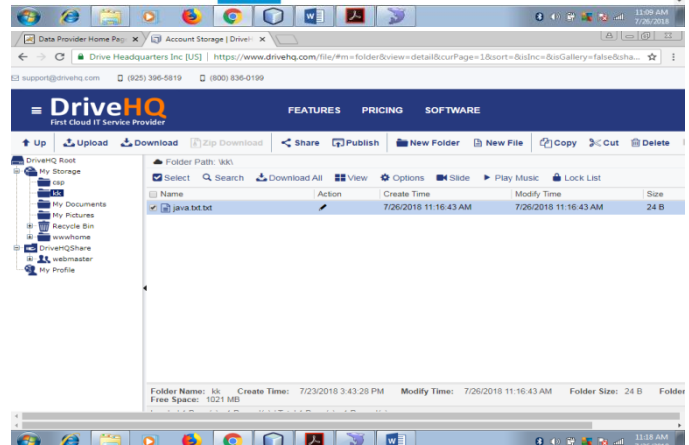 11:09 AM
7/26/2018
Data Provider Home Pag
Account Storage | DriveH
Drive Headquarters Inc [US] | https://www.drivehq.com/file/#m=folder&view=detail&curPage=1&sort=&isInc=&isGallery=false&sha...
support@drivehq.com (925) 396-5819 (800) 836-0199
DriveHQ
First Cloud IT Service Provider
FEATURES PRICING SOFTWARE
Up Upload Download Zip Download Share Publish New Folder New File Copy Cut Delete
DriveHQ Root
My Storage
csp
kk
My Documents
My Pictures
Recycle Bin
wwwhome
DriveHQShare
webmaster
My Profile
Folder Path: \kk\
Select Search Download All View Options Slide Play Music Lock List
Name Action Create Time Modify Time Size
java.txt.txt 7/26/2018 11:16:43 AM 7/26/2018 11:16:43 AM 24 B
Folder Name: kk Create Time: 7/23/2018 3:43:28 PM Modify Time: 7/26/2018 11:16:43 AM Folder Size: 24 B Folder
Free Space: 1021 MB
11:18 AM